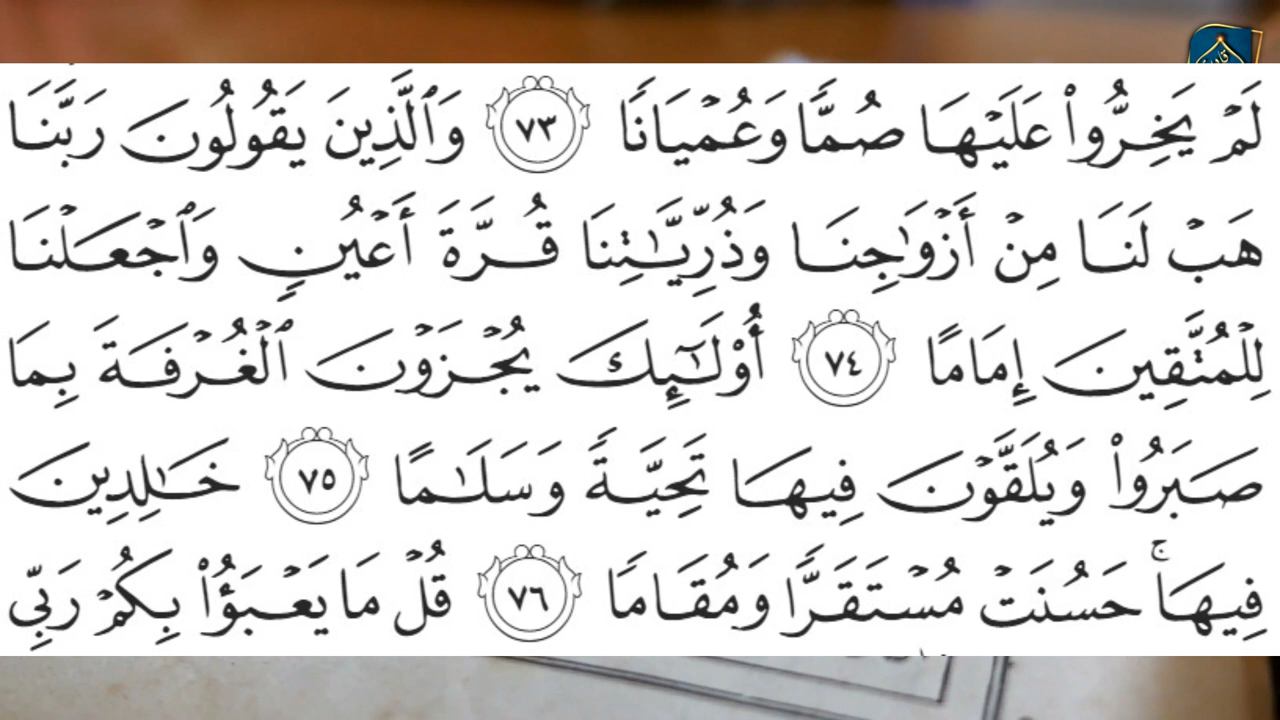 لَمۡ يَخِرُّواْ عَلَيۡهَا صُمّٗا وَعُمۡيَانٗا ٧٣ وَٱلَّذِينَ يَقُولُونَ رَبَّنَا
هَبۡ لَنَا مِنۡ أَزۡوَٰجِنَا وَذُرِّيَّٰتِنَا قُرَّةَ أَعۡيُنٖ وَٱجۡعَلۡنَا
لِلۡمُتَّقِينَ إِمَامًا ٧٤ أُوْلَٰٓئِكَ يُجۡزَوۡنَ ٱلۡغُرۡفَةَ بِمَا
صَبَرُواْ وَيُلَقَّوۡنَ فِيهَا تَحِيَّةٗ وَسَلَٰمًا ٧٥ خَٰلِدِينَ
فِيهَاۚ حَسُنَتۡ مُسۡتَقَرّٗا وَمُقَامٗا ٧٦ قُلۡ مَا يَعۡبَؤُاْ بِكُمۡ رَبِّي